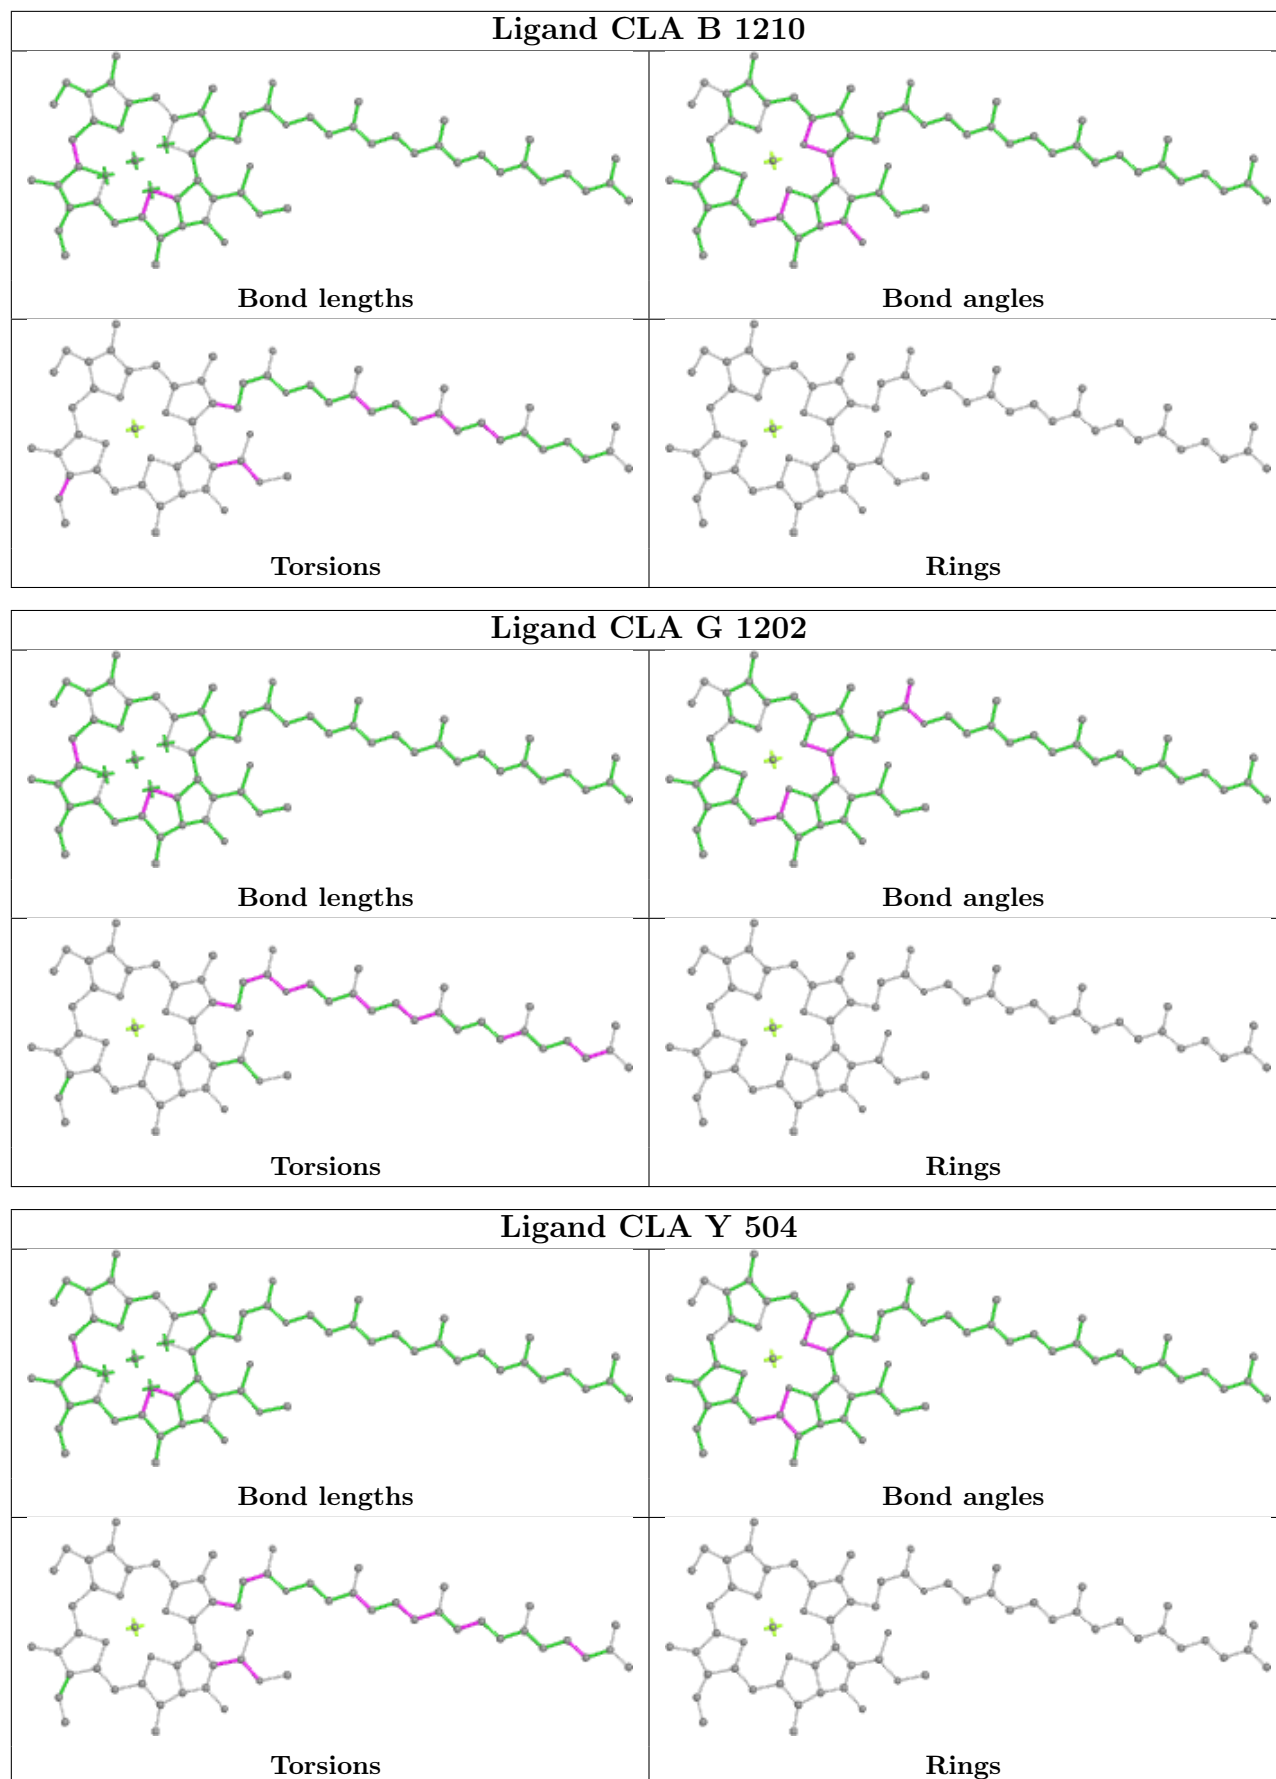 Ligand CLA B 1210
Bond lengths
Bond angles
Torsions
Rings
Ligand CLA G 1202
Bond lengths
Bond angles
Torsions
Rings
Ligand CLA Y 504
Bond lengths
Bond angles
Torsions
Rings